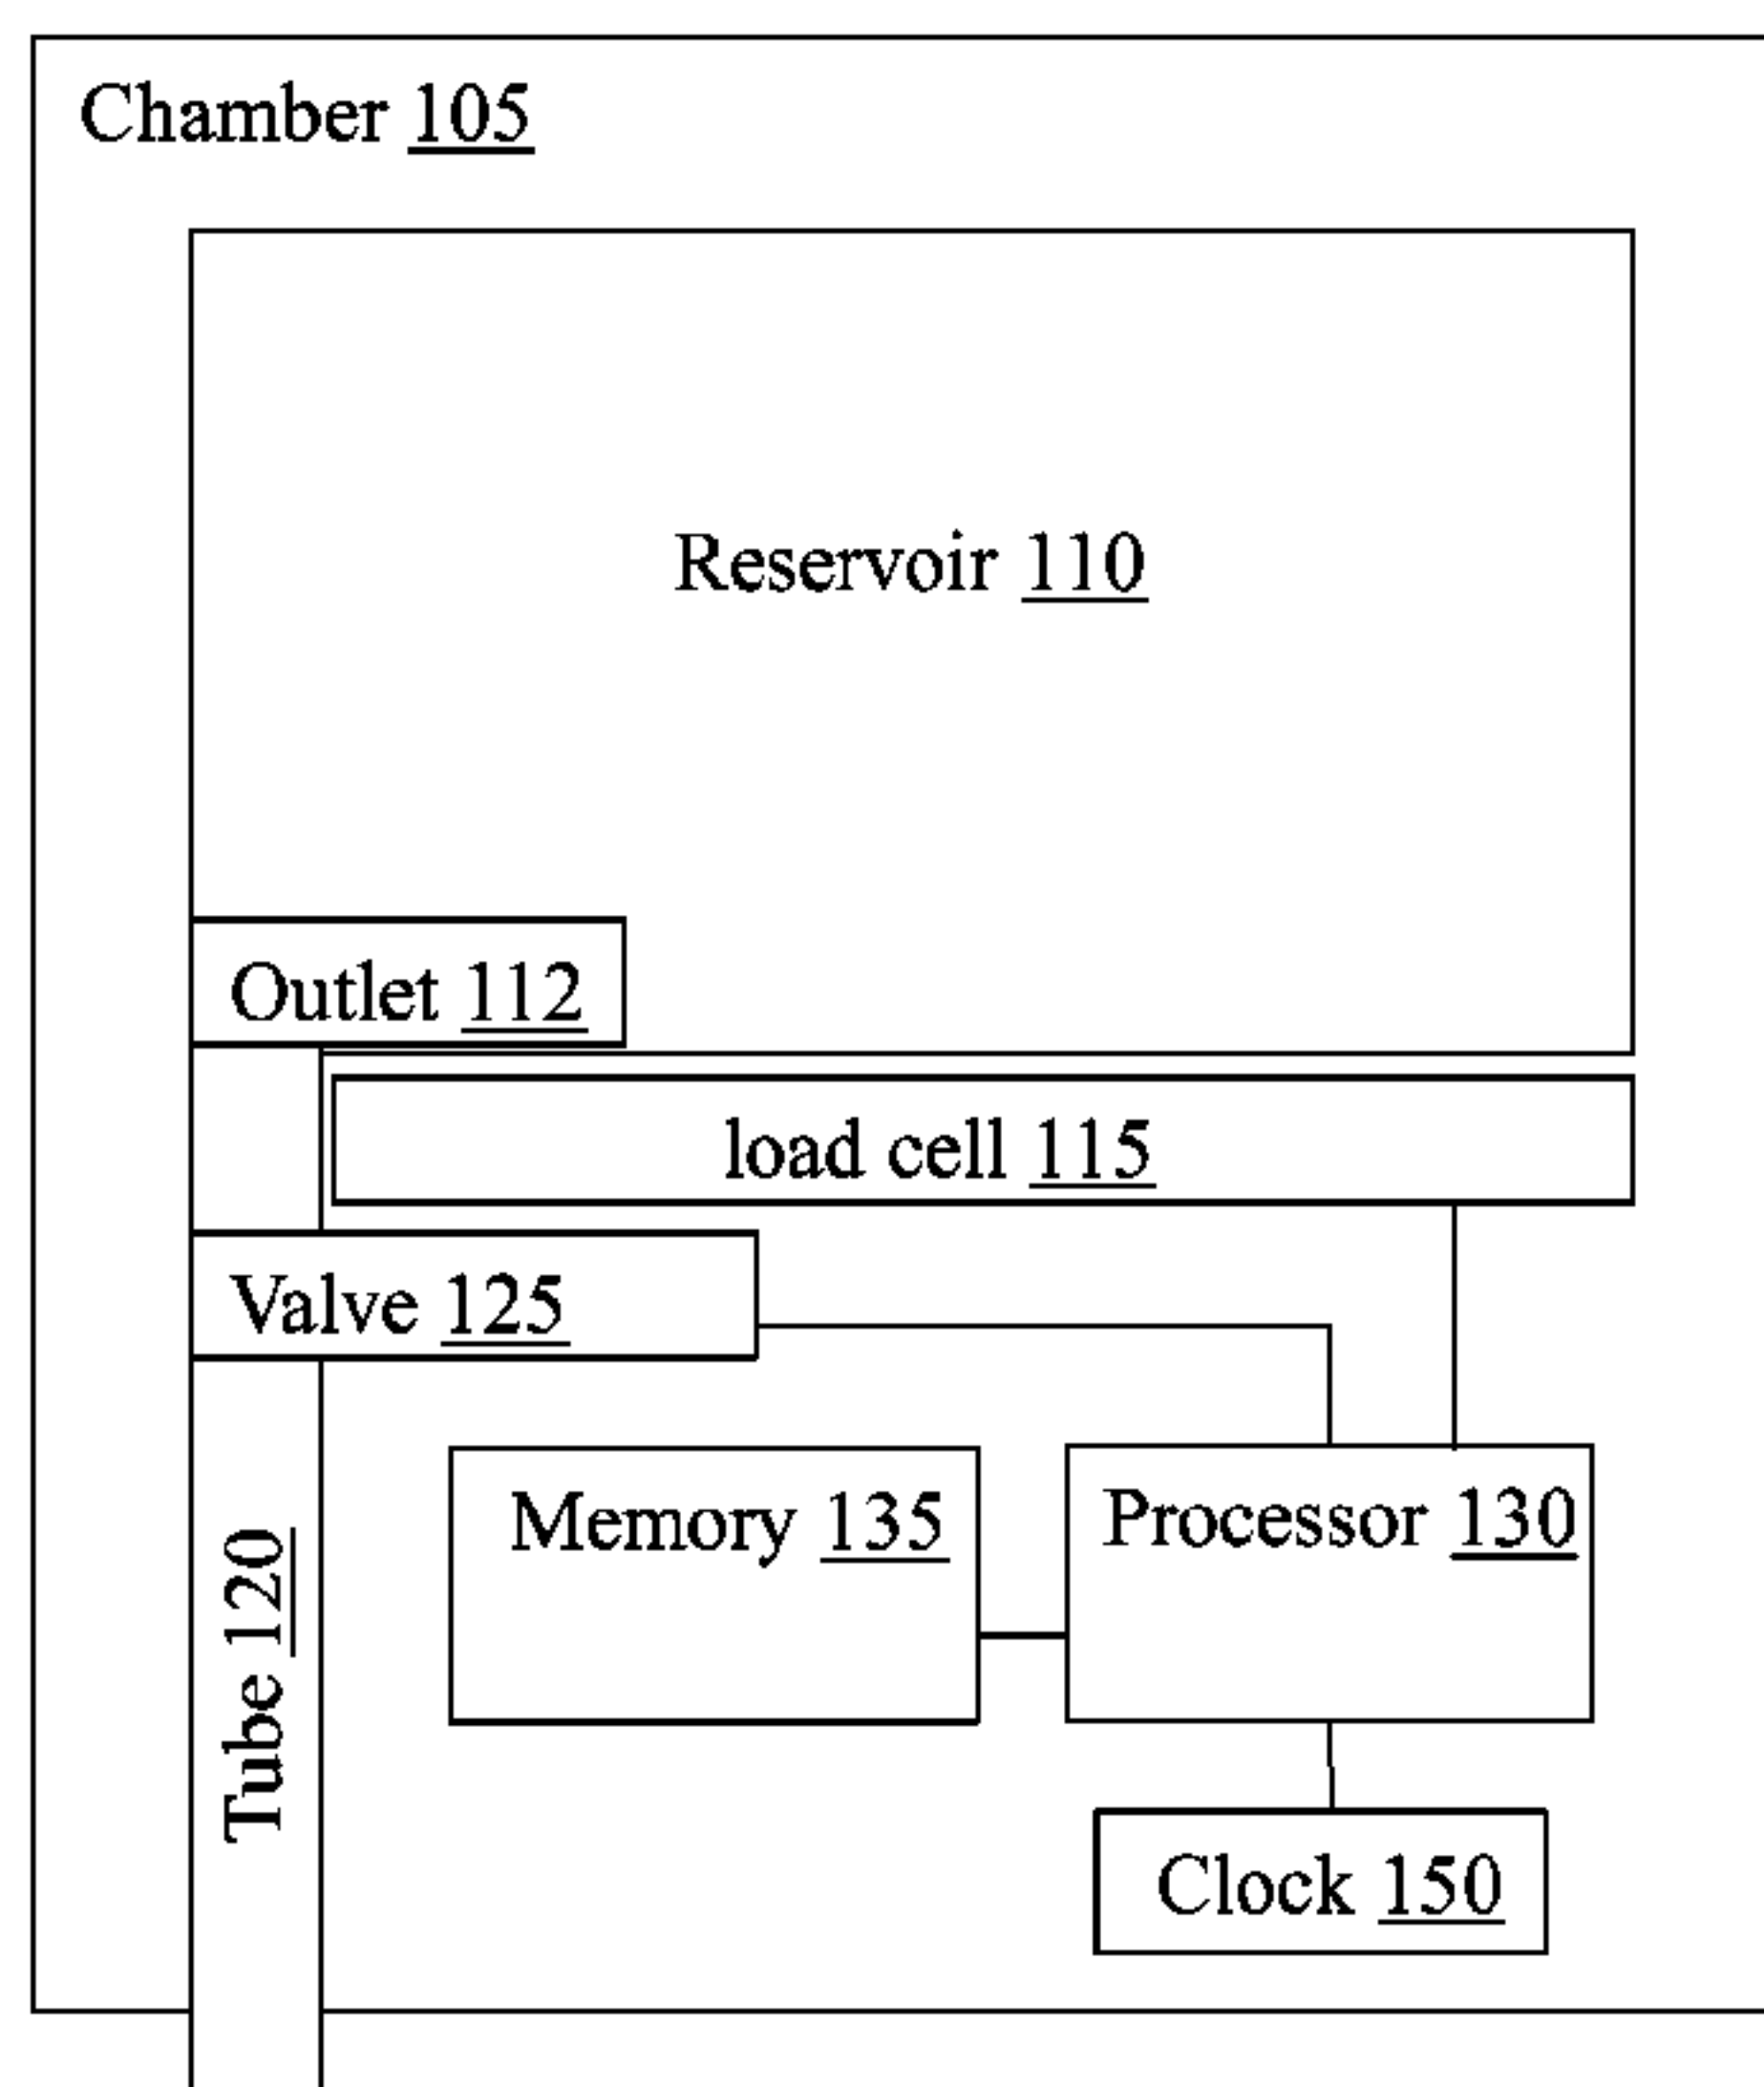 Chamber 105
Reservoir 110
Outlet 112
load cell 115
Valve 125
Memory 135
Processor 130
Tube 120
Clock 150